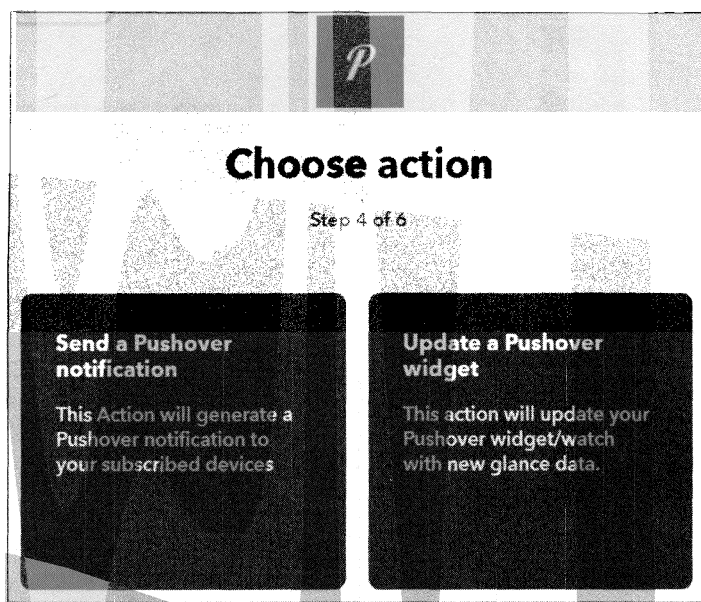 P
Choose action
Step 4 of 6
Send a Pushover
notification
This Action will generate a
Pushover notification to
your subscribed devices
Update a Pushover
widget
This action will update your
Pushover widget/watch
with new glance data.